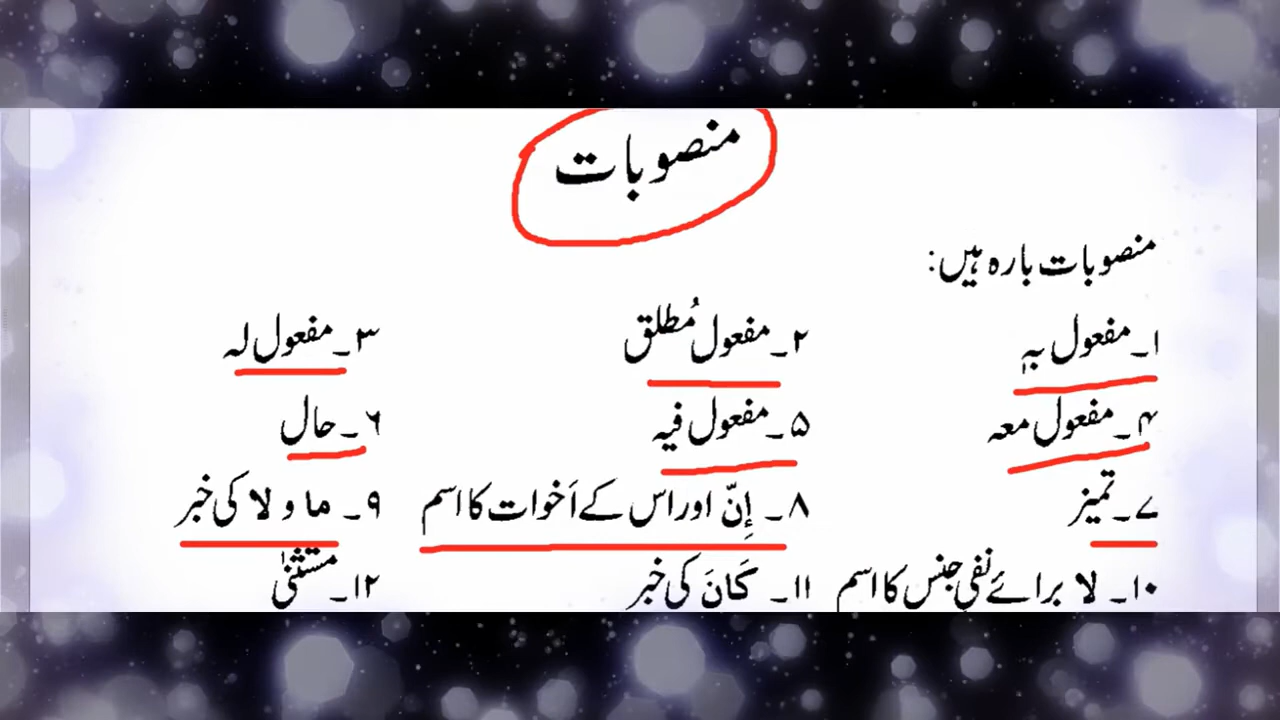 منصوبات
منصوبات بارہ ہیں:
۱۔ مفعول بہٖ ۲۔ مفعول مُطلق ۳۔ مفعول لہ
۴۔ مفعول معہ ۵۔ مفعول فیہ ۶۔ حال
۷۔ تمیز ۸۔ إِنّ اور اس کے اَخوات کا اسم ۹۔ ما و لا کی خبر
۱۰۔ لا برائے نفی جنس کا اسم ۱۱۔ کَانَ کی خبر ۱۲۔ مستثنیٰ